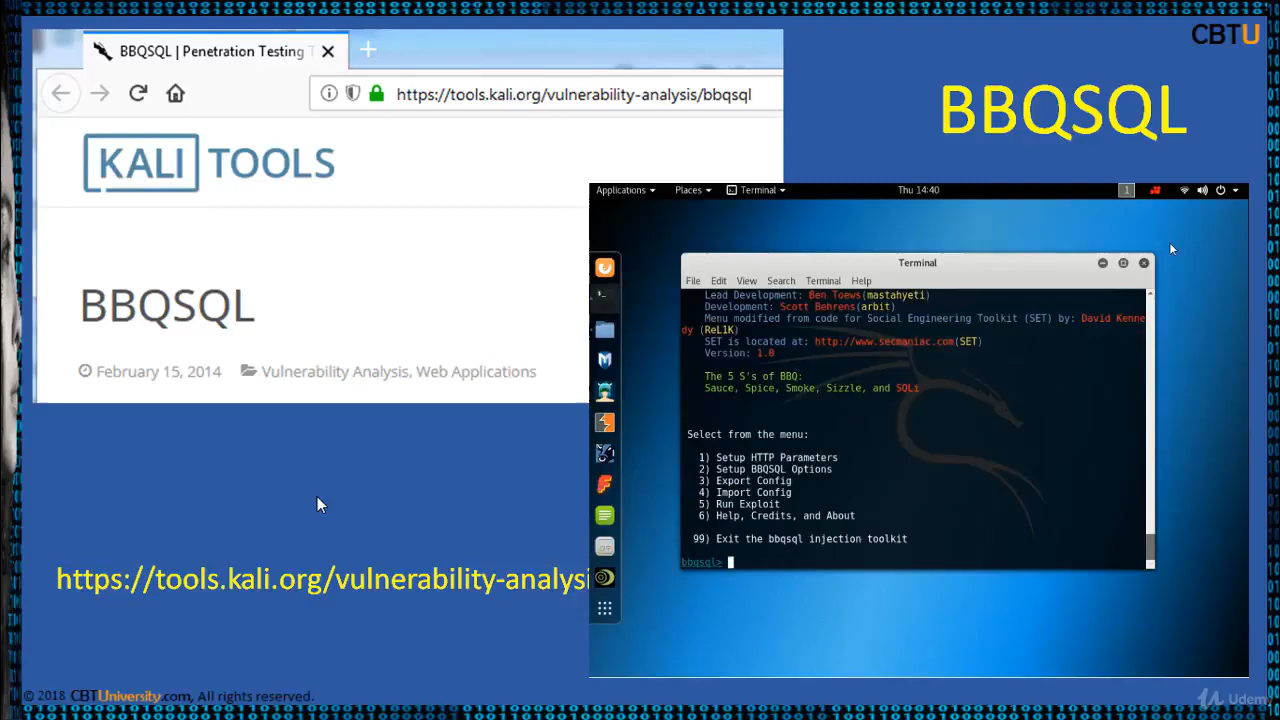 CBTU
BBQSQL | Penetration Testing T
https://tools.kali.org/vulnerability-analysis/bbqsql
BBQSQL
KALI TOOLS
Applications Places Terminal Thu 14:40 1
Terminal
File Edit View Search Terminal Help
Lead Development: Ben Toews(mastahyeti)
Development: Scott Behrens(arbit)
Menu modified from code for Social Engineering Toolkit (SET) by: David Kenne
dy (ReL1K)
SET is located at: http://www.secmaniac.com(SET)
Version: 1.0
The 5 S's of BBQ:
Sauce, Spice, Smoke, Sizzle, and SQLi
Select from the menu:
1) Setup HTTP Parameters
2) Setup BBQSQL Options
3) Export Config
4) Import Config
5) Run Exploit
6) Help, Credits, and About
99) Exit the bbqsql injection toolkit
bbqsql>
BBQSQL
February 15, 2014 Vulnerability Analysis, Web Applications
https://tools.kali.org/vulnerability-analysi
© 2018 CBTUniversity.com, All rights reserved.
Udem